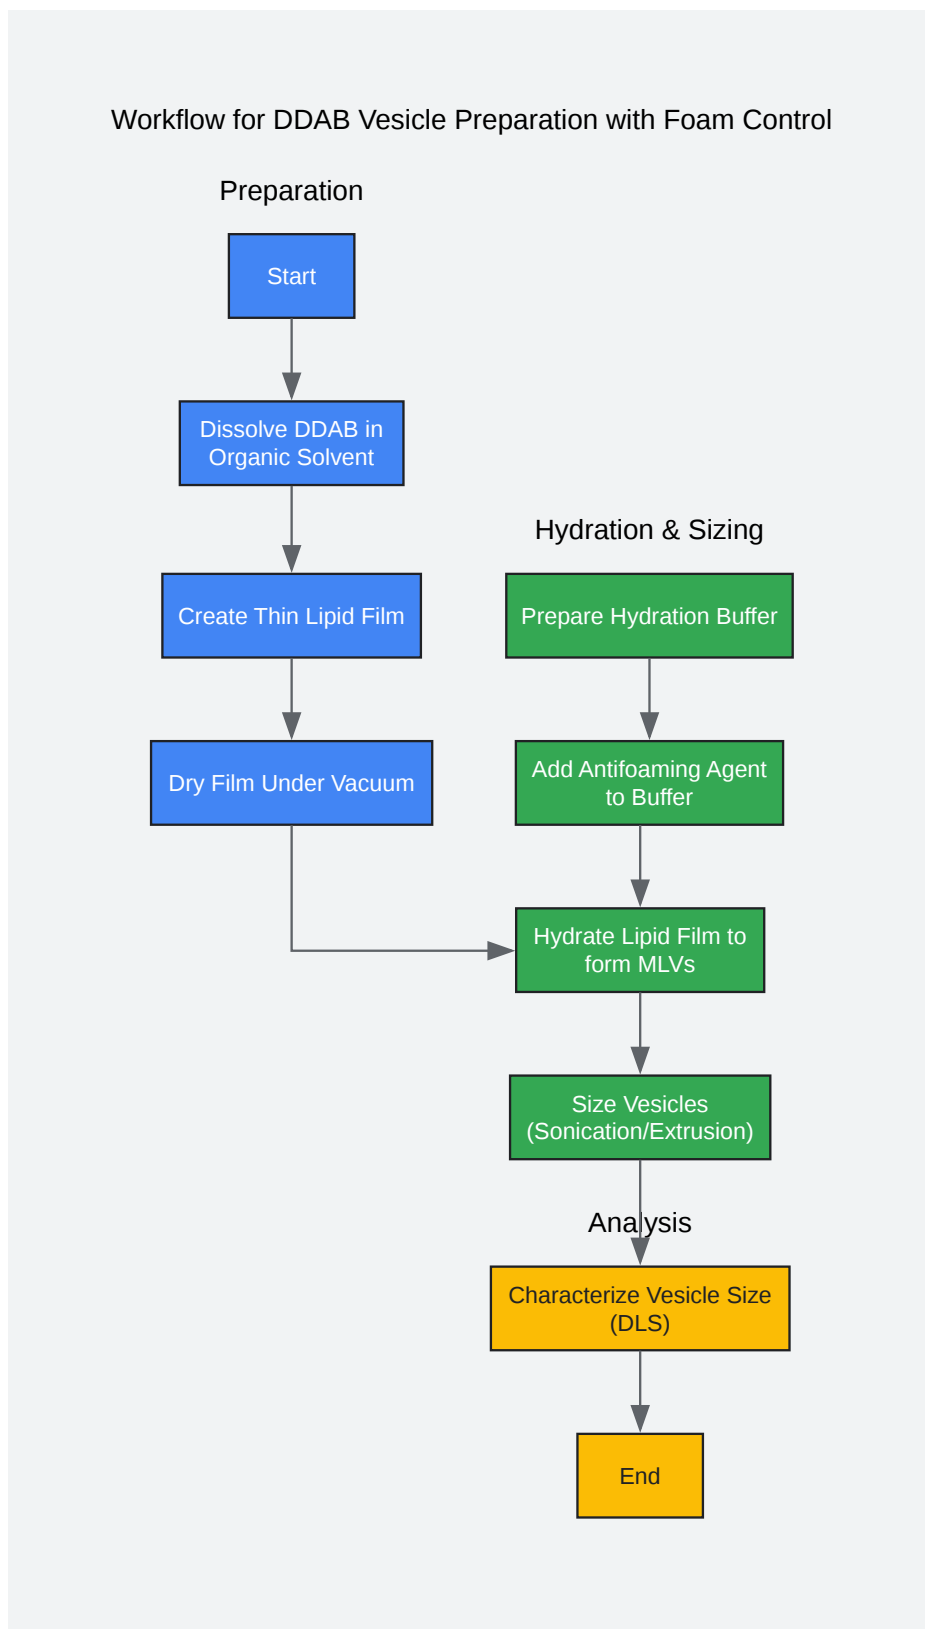 Workflow for DDAB Vesicle Preparation with Foam Control
Preparation
Start
Dissolve DDAB in
Organic Solvent
Create Thin Lipid Film
Dry Film Under Vacuum
Hydration & Sizing
Prepare Hydration Buffer
Add Antifoaming Agent
to Buffer
Hydrate Lipid Film to
form MLVs
Size Vesicles
(Sonication/Extrusion)
Analysis
Characterize Vesicle Size
(DLS)
End